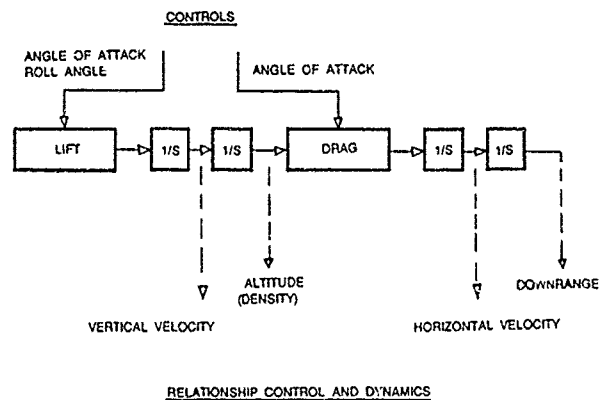 CONTROLS
ANGLE OF ATTACK
ROLL ANGLE
ANGLE OF ATTACK
LIFT
1/S
1/S
DRAG
1/S
1/S
ALTITUDE
(DENSITY)
DOWNRANGE
VERTICAL VELOCITY
HORIZONTAL VELOCITY
RELATIONSHIP CONTROL AND DYNAMICS